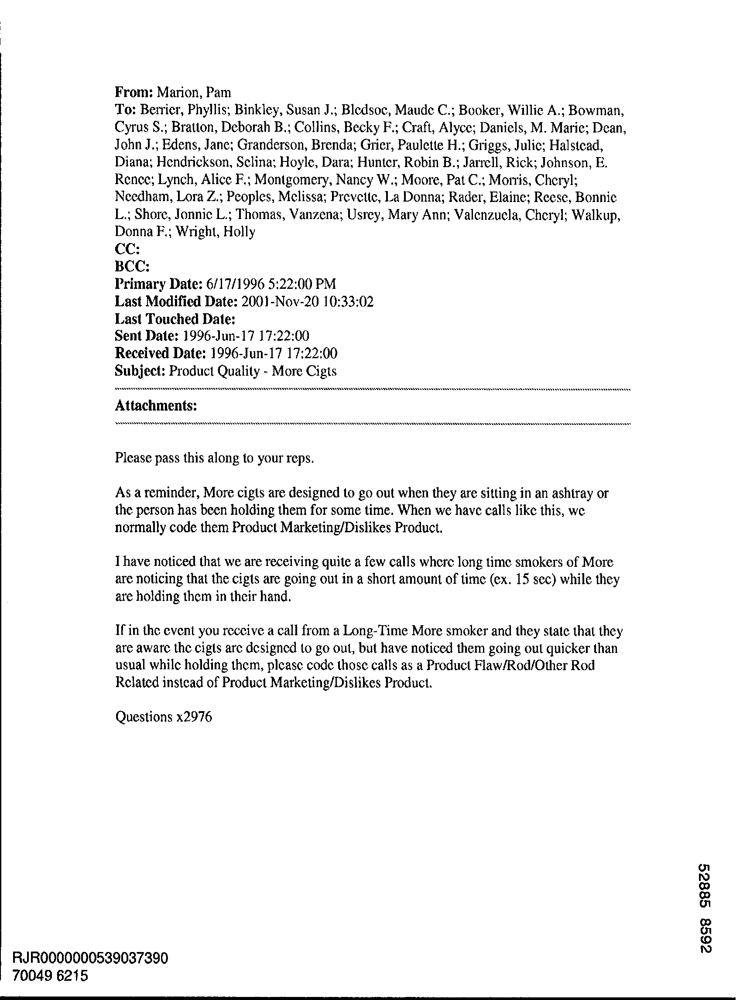 From: Marion, Pam
To: Berrier, Phyllis; Binkley, Susan J.; Bledsoe, Maude C.; Booker, Willie A.; Bowman,
Cyrus S.; Bratton, Deborah B.; Collins, Becky F.; Craft, Alyce; Daniels, M. Marie; Dean,
John J.; Edens, Jane; Granderson, Brenda; Grier, Paulette H.; Griggs, Julie; Halstead,
Diana; Hendrickson, Selina; Hoyle, Dara; Hunter, Robin B.; Jarrell, Rick; Johnson, E.
Renee; Lynch, Alice F.; Montgomery, Nancy W.; Moore, Pat C.; Morris, Cheryl;
Needham, Lora Z.; Peoples, Melissa; Prevette, La Donna; Rader, Elaine; Reese, Bonnie
L.; Shore, Jonnie L.; Thomas, Vanzena; Usrey, Mary Ann; Valenzuela, Cheryl; Walkup,
Donna F.; Wright, Holly
CC:
BCC:
Primary Date: 6/17/1996 5:22:00 PM
Last Modified Date: 2001-Nov-20 10:33:02
Last Touched Date:
Sent Date: 1996-Jun-17 17:22:00
Received Date: 1996-Jun-17 17:22:00
Subject: Product Quality - More Cigts
Attachments:
Please pass this along to your reps.
As a reminder, More cigts are designed to go out when they are sitting in an ashtray or
the person has been holding them for some time. When we have calls like this, we
normally code them Product Marketing/Dislikes Product.
I have noticed that we are receiving quite a few calls where long time smokers of More
are noticing that the cigts are going out in a short amount of time (ex. 15 sec) while they
are holding them in their hand.
If in the event you receive a call from a Long-Time More smoker and they state that they
are aware the cigts are designed to go out, but have noticed them going out quicker than
usual while holding them, please code those calls as a Product Flaw/Rod/Other Rod
Related instead of Product Marketing/Dislikes Product.
Questions x2976
52885 8592
RJR0000000539037390
70049 6215